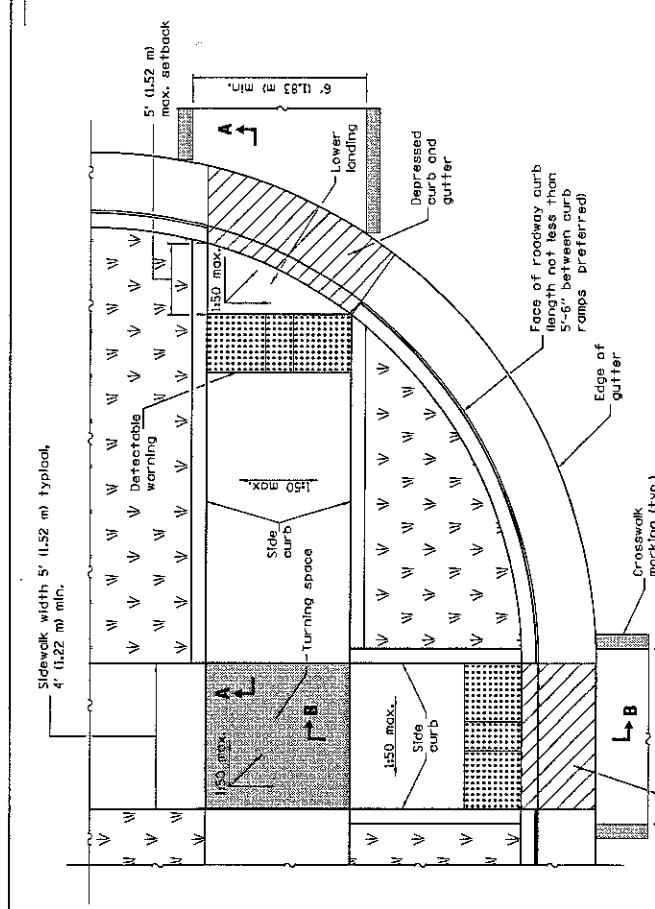 Sidewalk width 5' (1.52 m) typical,
4' (1.22 m) min.
5' (1.52 m)
max. setback
6' (1.83 m) min.
A
Lower
landing
1:50 max.
Depressed
curb and
gutter
Detectable
warning
1:50 max.
Side
curb
Turning space
Face of roadway curb
(length not less than
5'-6" between curb
ramps preferred)
Edge of
gutter
1:50 max.
A
B
1:50 max.
Side
curb
Crosswalk
marking (typ.)
B